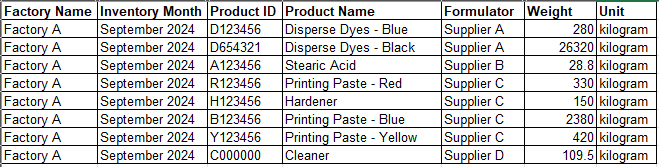 Factory Name Inventory Month Product ID Product Name Formulator Weight Unit
Factory A September 2024 D123456 Disperse Dyes - Blue Supplier A 280 kilogram
Factory A September 2024 D654321 Disperse Dyes - Black Supplier A 26320 kilogram
Factory A September 2024 A123456 Stearic Acid Supplier B 28.8 kilogram
Factory A September 2024 R123456 Printing Paste - Red Supplier C 330 kilogram
Factory A September 2024 H123456 Hardener Supplier C 150 kilogram
Factory A September 2024 B123456 Printing Paste - Blue Supplier C 2380 kilogram
Factory A September 2024 Y123456 Printing Paste - Yellow Supplier C 420 kilogram
Factory A September 2024 C000000 Cleaner Supplier D 109.5 kilogram